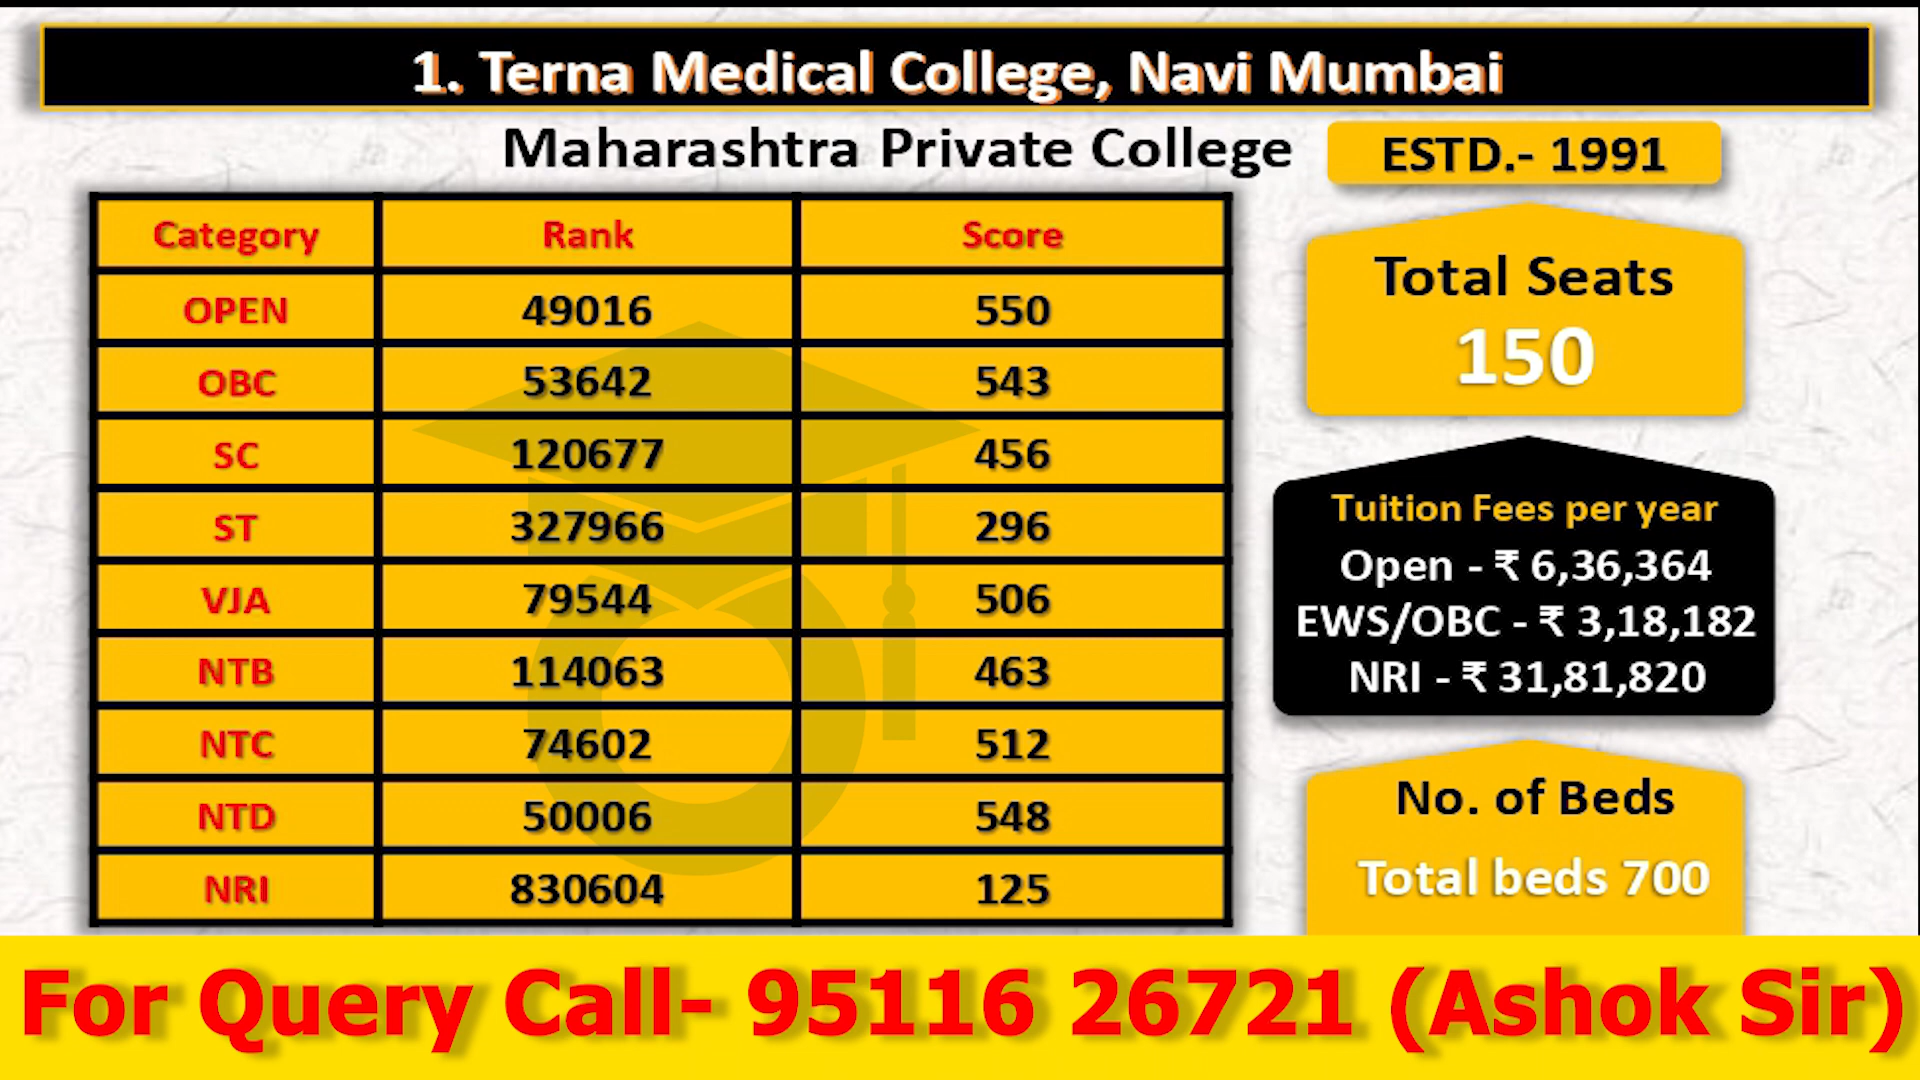 1. Terna Medical College, Navi Mumbai
Maharashtra Private College
ESTD.- 1991
Category Rank Score
OPEN 49016 550
OBC 53642 543
SC 120677 456
ST 327966 296
VJA 79544 506
NTB 114063 463
NTC 74602 512
NTD 50006 548
NRI 830604 125
Total Seats
150
Tuition Fees per year
Open - ₹ 6,36,364
EWS/OBC - ₹ 3,18,182
NRI - ₹ 31,81,820
No. of Beds
Total beds 700
For Query Call- 95116 26721 (Ashok Sir)